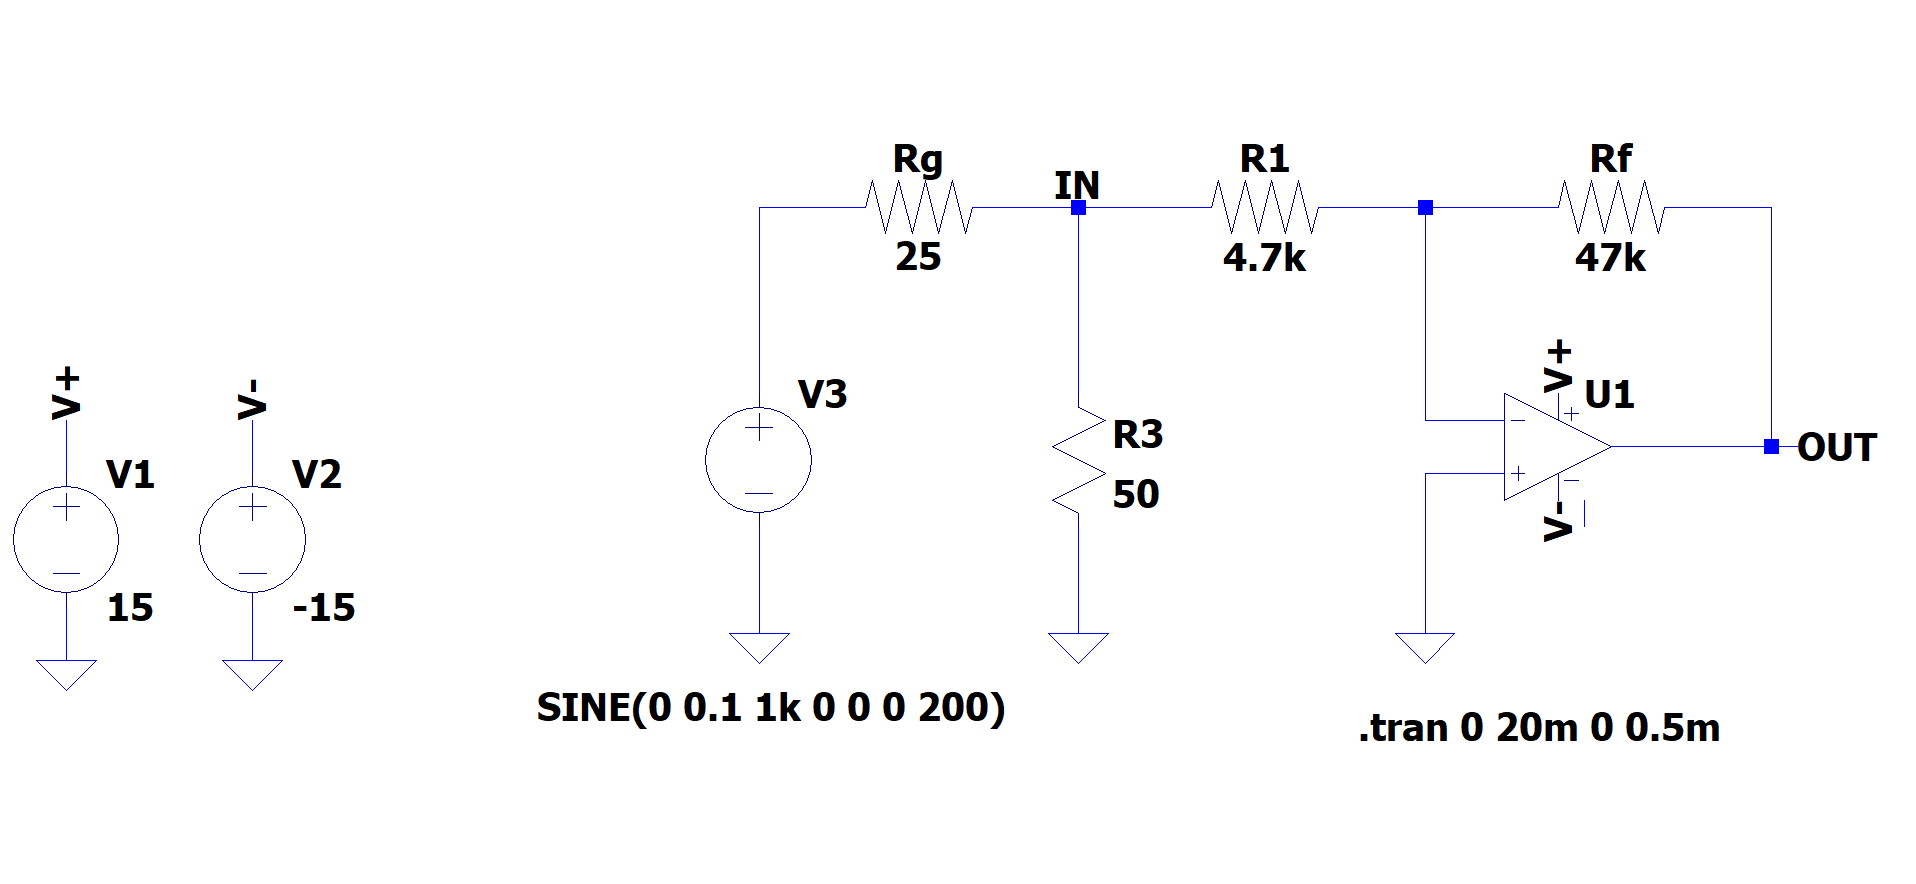 Rg
25
IN
R1
4.7k
Rf
47k
V+
V1
15
V-
V2
-15
V3
R3
50
V+
U1
V-
OUT
SINE(0 0.1 1k 0 0 0 200)
.tran 0 20m 0 0.5m